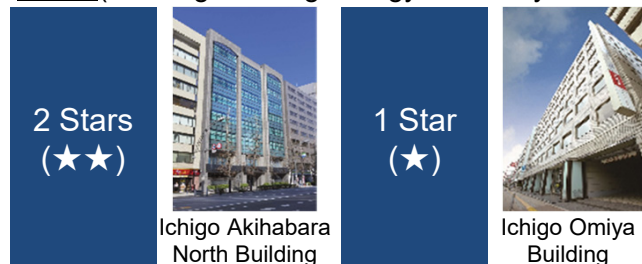 2 Stars
(★★)
Ichigo Akihabara
North Building
1 Star
(★)
Ichigo Omiya
Building